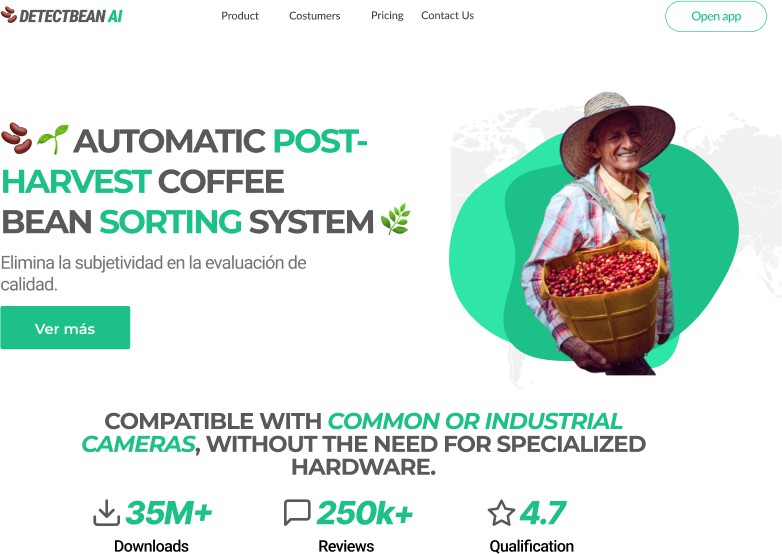 DETECTBEAN AI
Product Costumers Pricing Contact Us
Open app
AUTOMATIC POST-
HARVEST COFFEE
BEAN SORTING SYSTEM
Elimina la subjetividad en la evaluación de
calidad.
Ver más
COMPATIBLE WITH COMMON OR INDUSTRIAL
CAMERAS, WITHOUT THE NEED FOR SPECIALIZED
HARDWARE.
35M+ 250k+ 4.7
Downloads Reviews Qualification